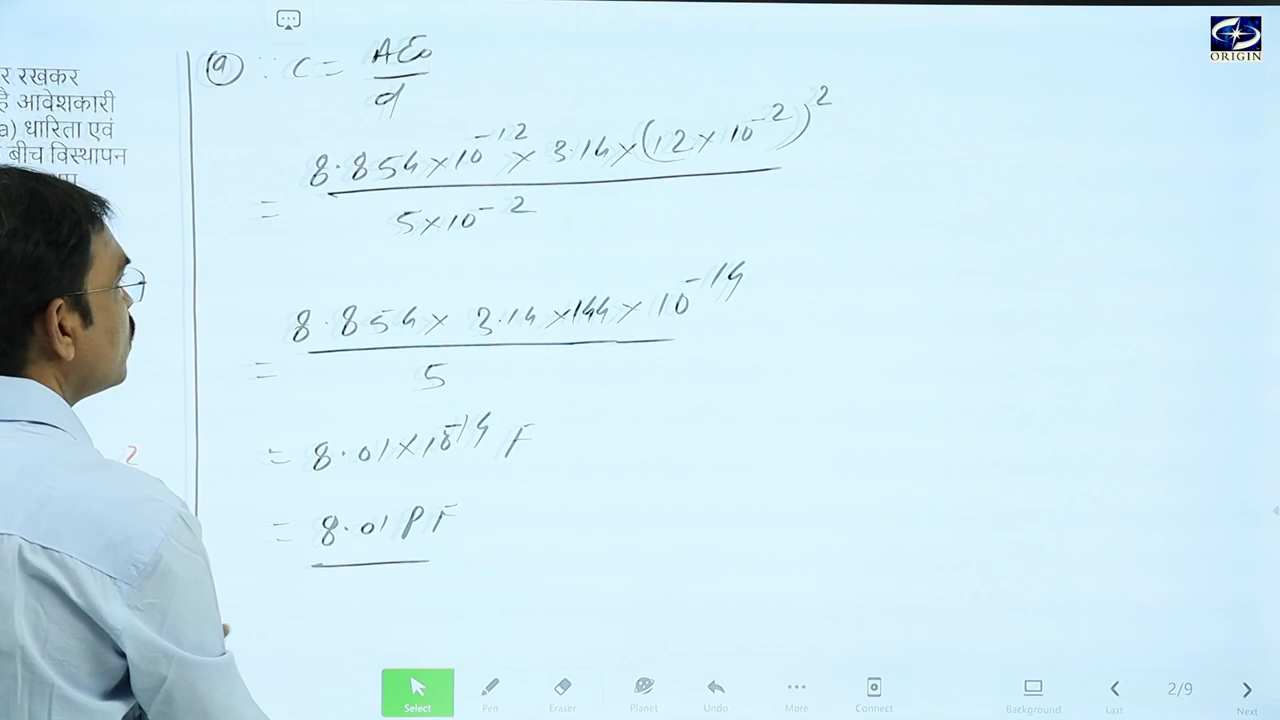 ORIGIN
र रखकर
है आवेशकारी
a) धारिता एवं
बीच विस्थापन
(a) ∵ C = Aε₀
d
= 8.854×10⁻¹² × 3.14×(12×10⁻²)²
5×10⁻²
= 8.854× 3.14×144× 10⁻¹⁴
5
= 8.01×10⁻¹⁴ F
= 8.01 PF
2
Select Pen Eraser Planet Undo More Connect Background Last 2/9 Next